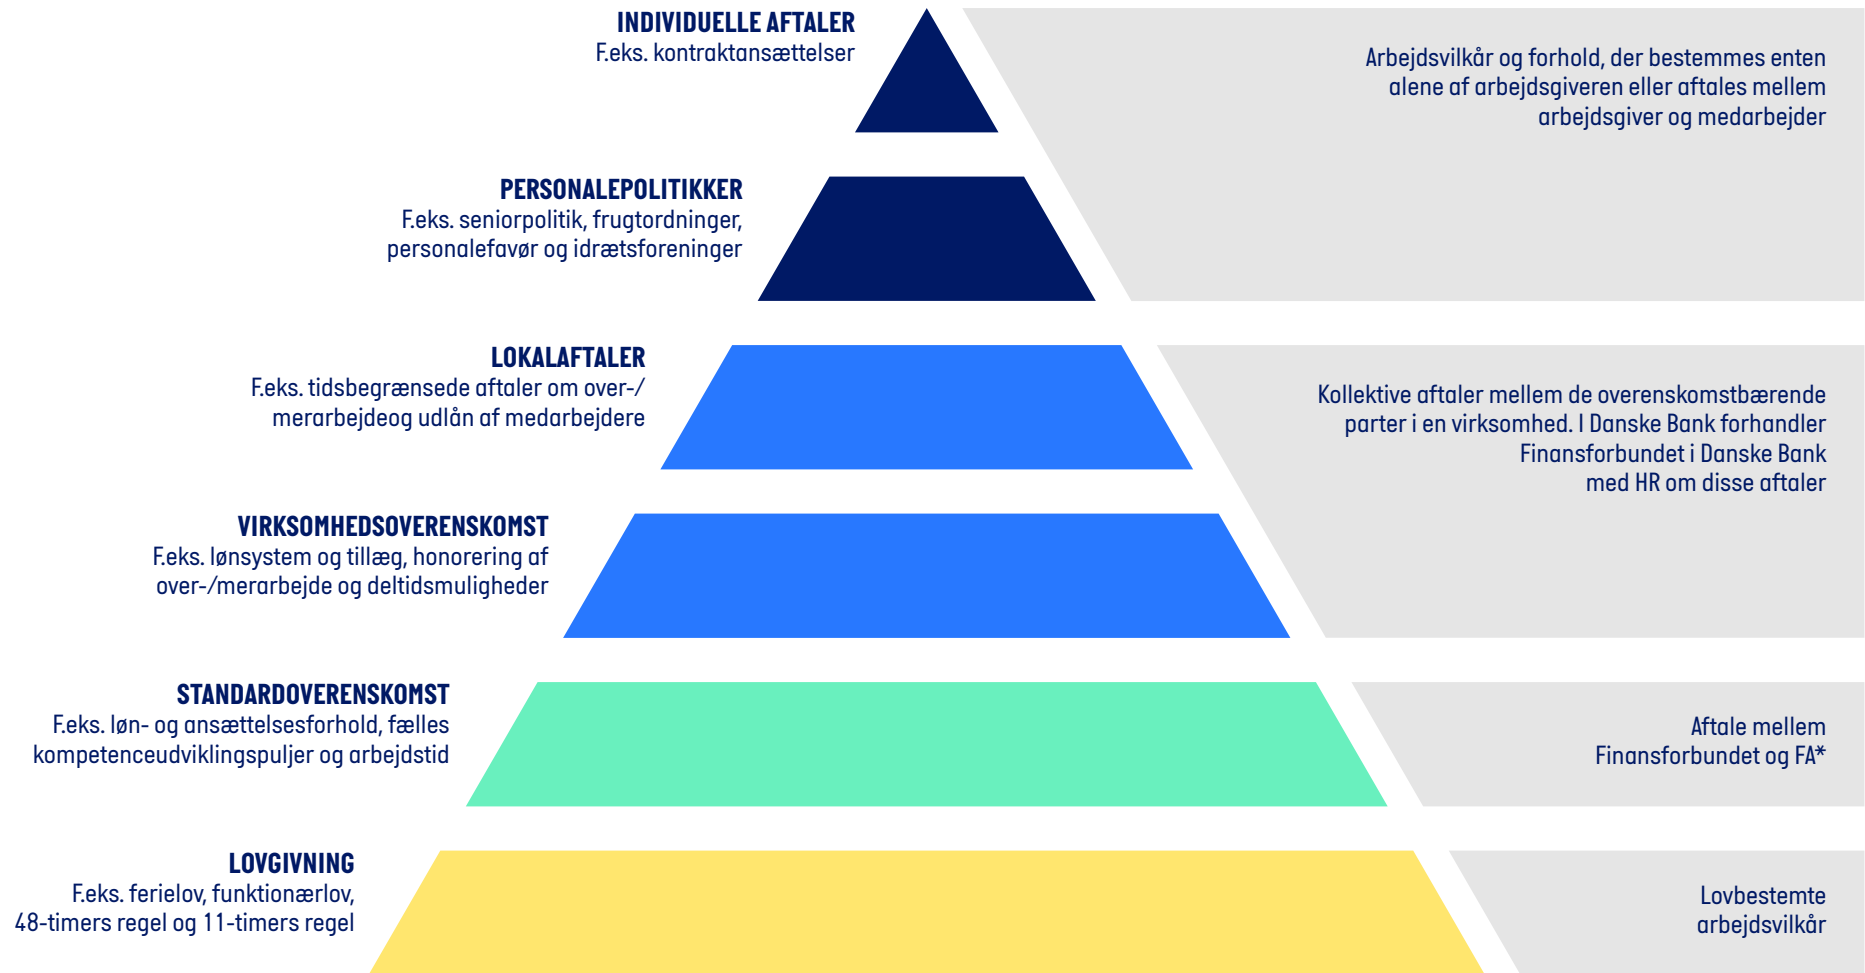 INDIVIDUELLE AFTALER
F.eks. kontraktansættelser
Arbejdsvilkår og forhold, der bestemmes enten
alene af arbejdsgiveren eller aftales mellem
arbejdsgiver og medarbejder
PERSONALEPOLITIKKER
F.eks. seniorpolitik, frugtordninger,
personalefavør og idrætsforeninger
LOKALAFTALER
F.eks. tidsbegrænsede aftaler om over-/
merarbejdeog udlån af medarbejdere
Kollektive aftaler mellem de overenskomstbærende
parter i en virksomhed. I Danske Bank forhandler
Finansforbundet i Danske Bank
med HR om disse aftaler
VIRKSOMHEDSOVERENSKOMST
F.eks. lønsystem og tillæg, honorering af
over-/merarbejde og deltidsmuligheder
STANDARDOVERENSKOMST
F.eks. løn- og ansættelsesforhold, fælles
kompetenceudviklingspuljer og arbejdstid
Aftale mellem
Finansforbundet og FA*
LOVGIVNING
F.eks. ferielov, funktionærlov,
48-timers regel og 11-timers regel
Lovbestemte
arbejdsvilkår